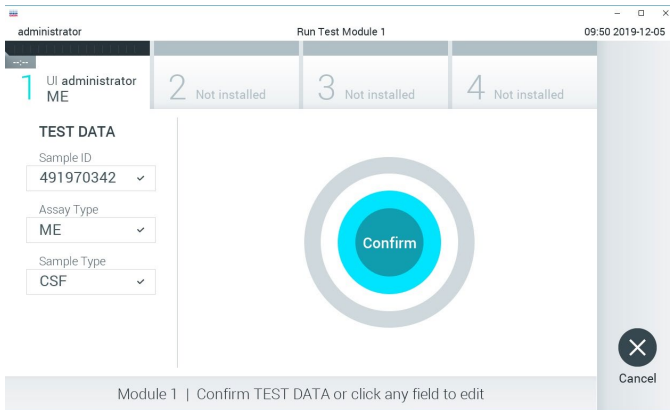 administrator
Run Test Module 1
09:50 2019-12-05
--:--
1 UI administrator
ME
2 Not installed
3 Not installed
4 Not installed
TEST DATA
Sample ID
491970342
Assay Type
ME
Sample Type
CSF
Confirm
Cancel
Module 1 | Confirm TEST DATA or click any field to edit